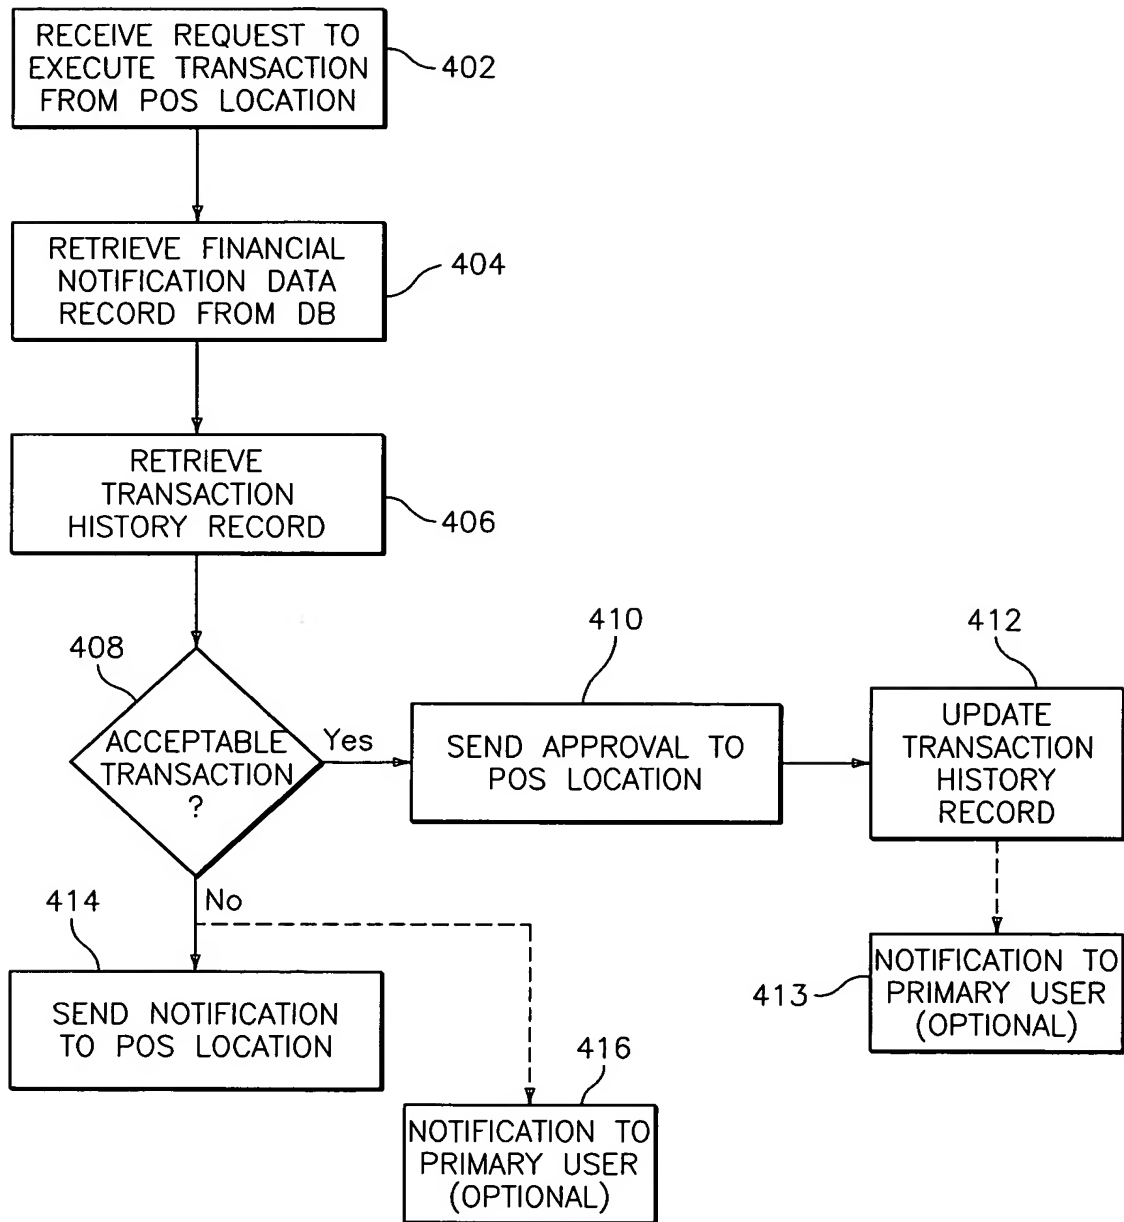 RECEIVE REQUEST TO
EXECUTE TRANSACTION
FROM POS LOCATION
402
RETRIEVE FINANCIAL
NOTIFICATION DATA
RECORD FROM DB
404
RETRIEVE
TRANSACTION
HISTORY RECORD
406
408
ACCEPTABLE
TRANSACTION
?
Yes
410
SEND APPROVAL TO
POS LOCATION
412
UPDATE
TRANSACTION
HISTORY
RECORD
No
414
SEND NOTIFICATION
TO POS LOCATION
413
NOTIFICATION TO
PRIMARY USER
(OPTIONAL)
416
NOTIFICATION TO
PRIMARY USER
(OPTIONAL)